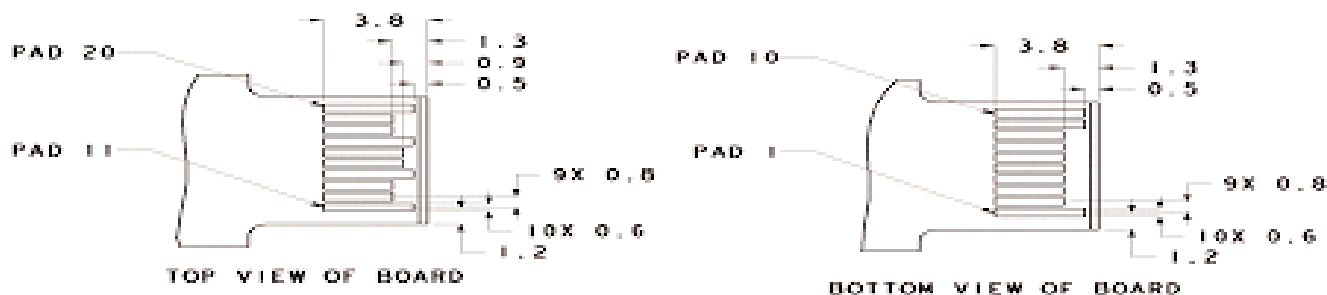 3.8
PAD 20
1.3
0.9
0.5
PAD 11
9X 0.8
10X 0.6
1.2
TOP VIEW OF BOARD
3.8
PAD 10
1.3
0.5
PAD 1
9X 0.8
10X 0.6
1.2
BOTTOM VIEW OF BOARD